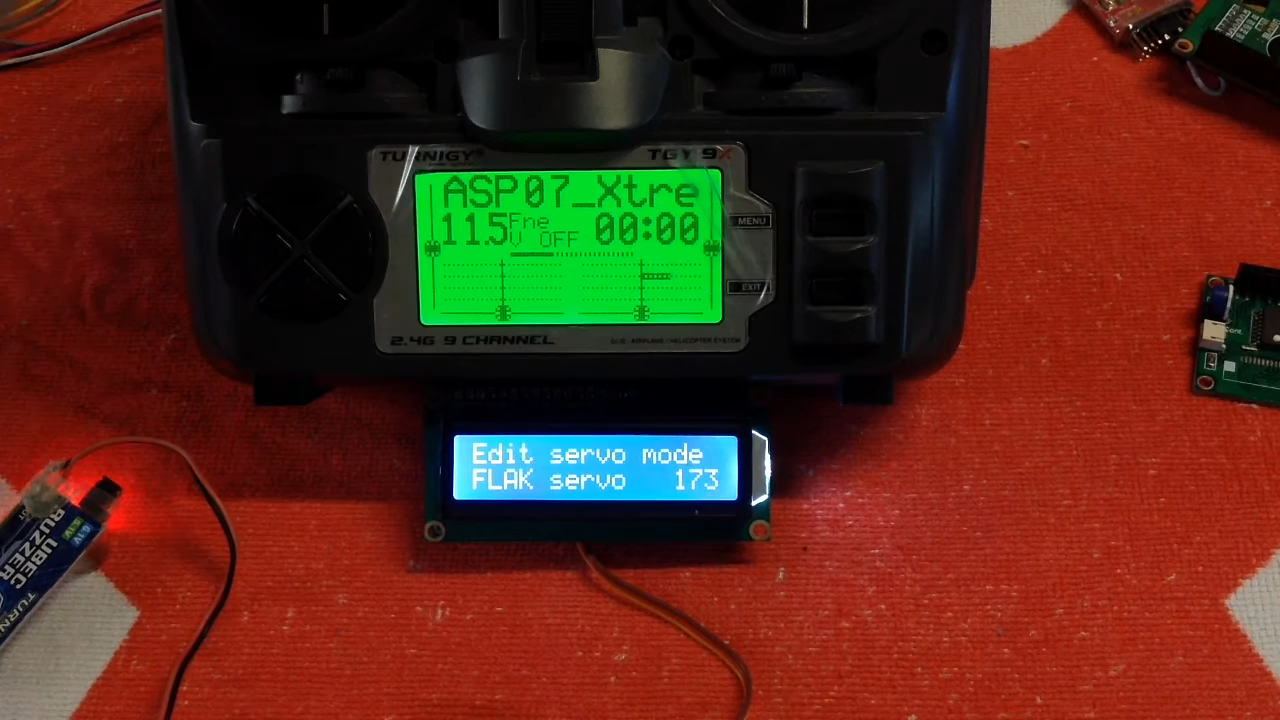 TURNIGY® TGY 9X
ASP07_Xtre
11.5 V Fne OFF 00:00
MENU
EXIT
2.4G 9 CHANNEL
Edit servo mode
FLAK servo 173
UBEC
BUZZER
TURN